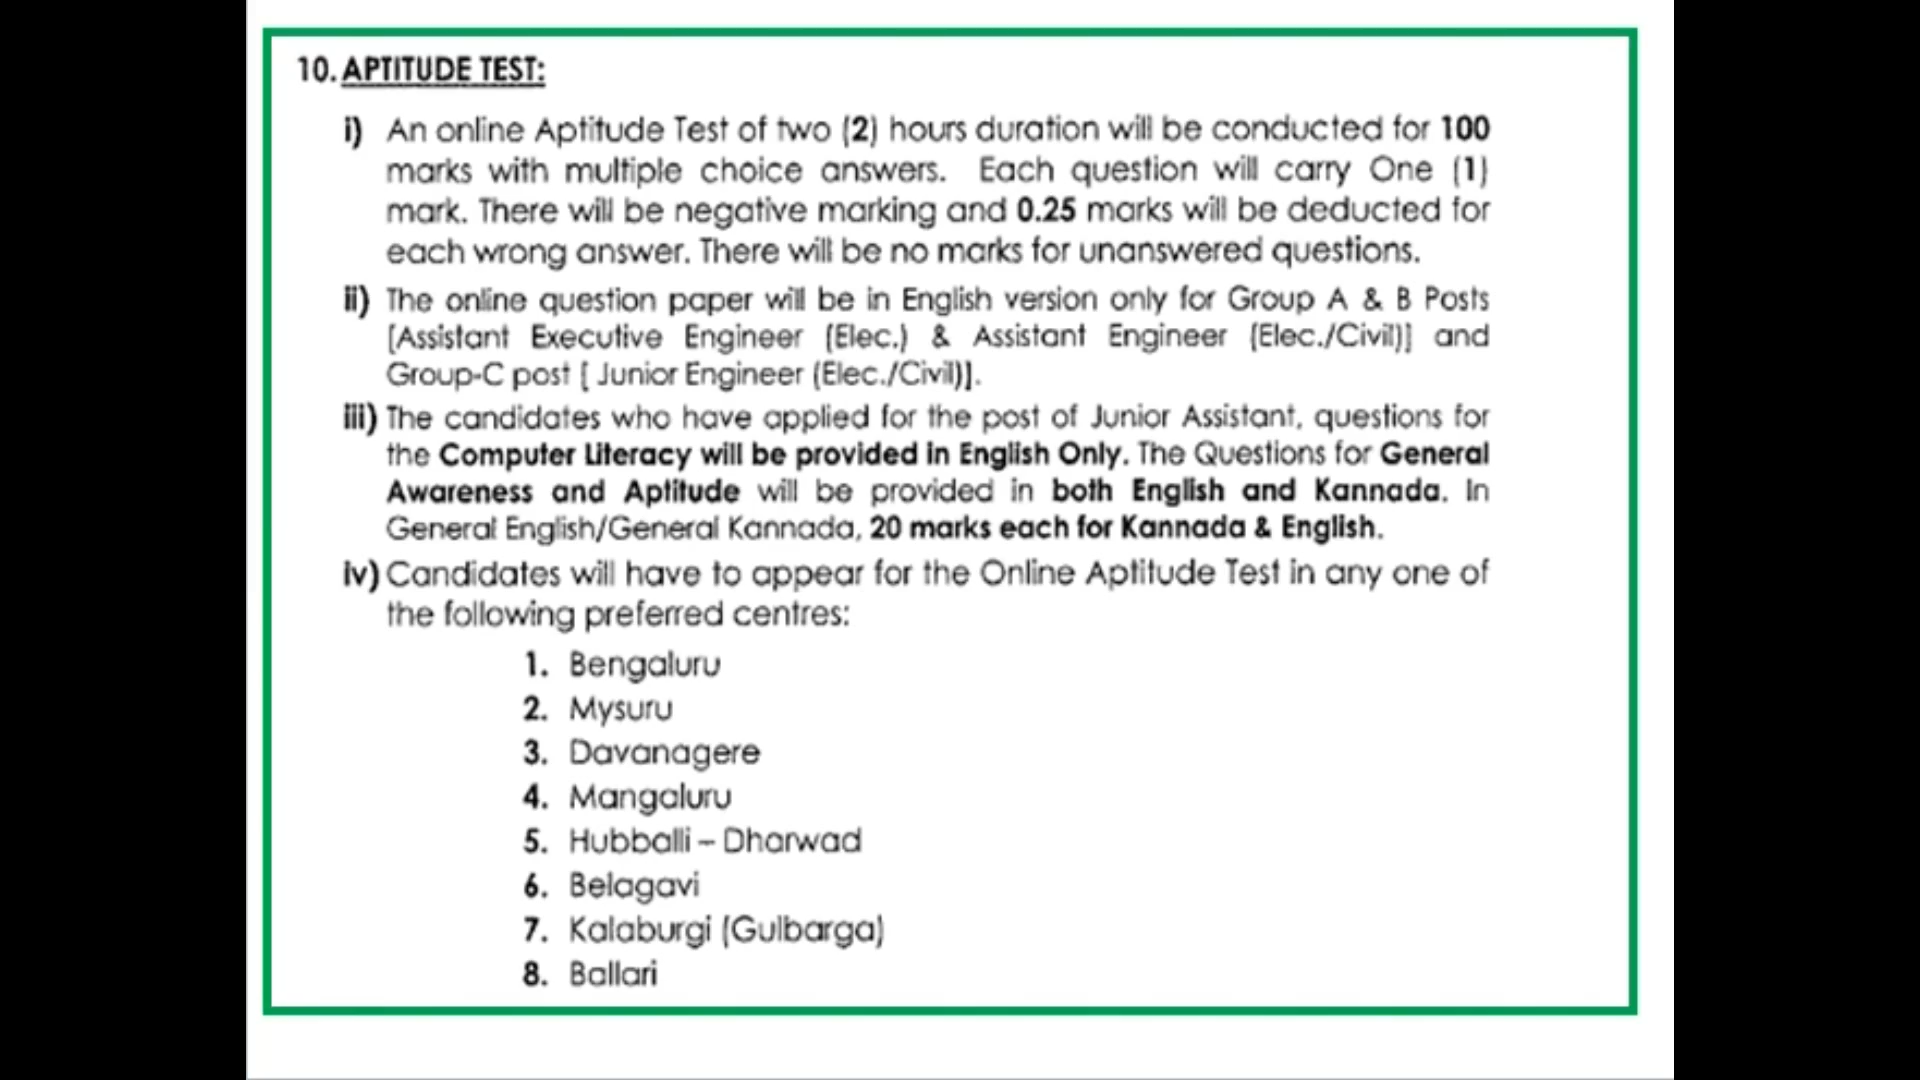 10. APTITUDE TEST:
i) An online Aptitude Test of two (2) hours duration will be conducted for 100
marks with multiple choice answers. Each question will carry One (1)
mark. There will be negative marking and 0.25 marks will be deducted for
each wrong answer. There will be no marks for unanswered questions.
ii) The online question paper will be in English version only for Group A & B Posts
[Assistant Executive Engineer (Elec.) & Assistant Engineer (Elec./Civil)] and
Group-C post [ Junior Engineer (Elec./Civil)].
iii) The candidates who have applied for the post of Junior Assistant, questions for
the Computer Literacy will be provided in English Only. The Questions for General
Awareness and Aptitude will be provided in both English and Kannada. In
General English/General Kannada, 20 marks each for Kannada & English.
iv) Candidates will have to appear for the Online Aptitude Test in any one of
the following preferred centres:
1. Bengaluru
2. Mysuru
3. Davanagere
4. Mangaluru
5. Hubballi – Dharwad
6. Belagavi
7. Kalaburgi (Gulbarga)
8. Ballari